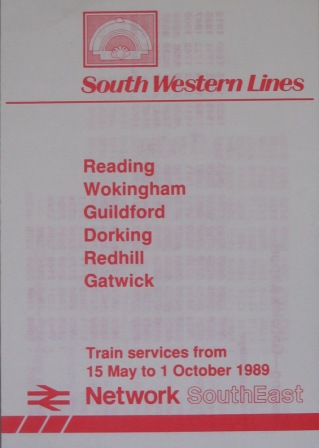 South Western Lines
Reading
Wokingham
Guildford
Dorking
Redhill
Gatwick
Train services from
15 May to 1 October 1989
Network SouthEast